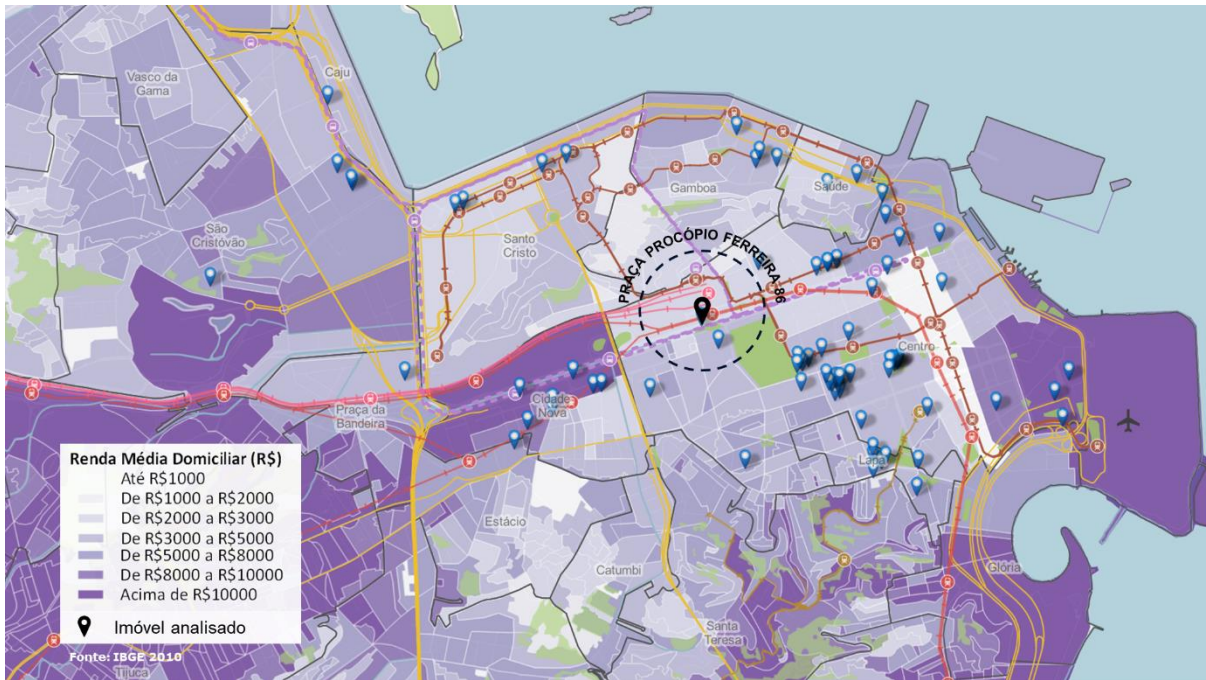 Vasco da
Gama
Caju
São
Cristóvão
Santo
Cristo
Gamboa
Saúde
PRAÇA PROCÓPIO FERREIRA 86
Centro
Praça da
Bandeira
Cidade
Nova
Lapa
Estácio
Catumbi
Glória
Santa
Teresa
Tijuca
Renda Média Domiciliar (R$)
Até R$1000
De R$1000 a R$2000
De R$2000 a R$3000
De R$3000 a R$5000
De R$5000 a R$8000
De R$8000 a R$10000
Acima de R$10000
Imóvel analisado
Fonte: IBGE 2010